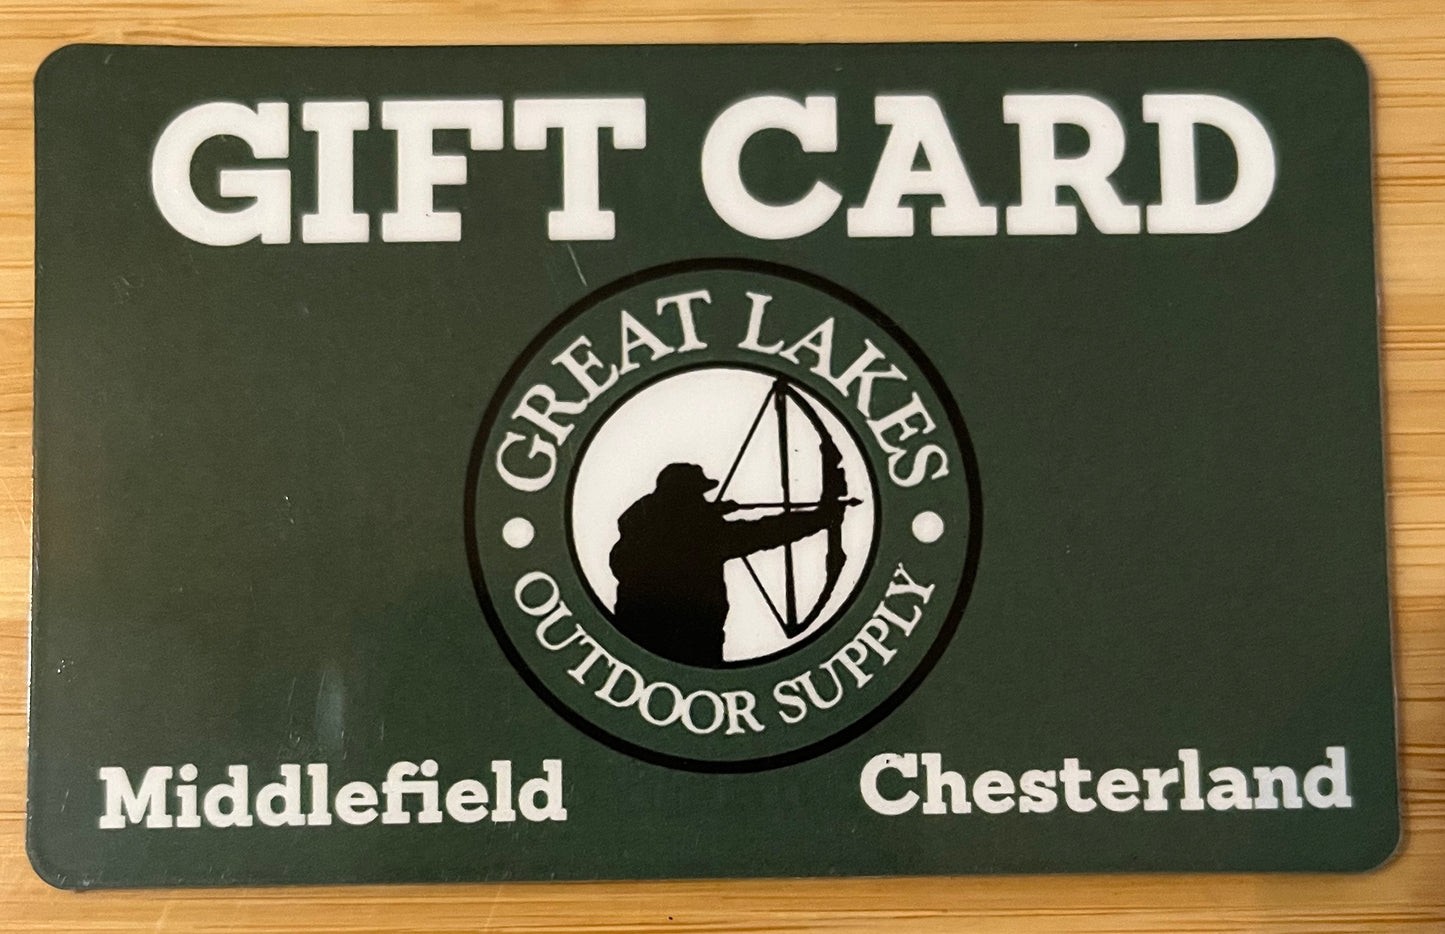 GIFT CARD
GREAT LAKES
• OUTDOOR SUPPLY •
Middlefield
Chesterland